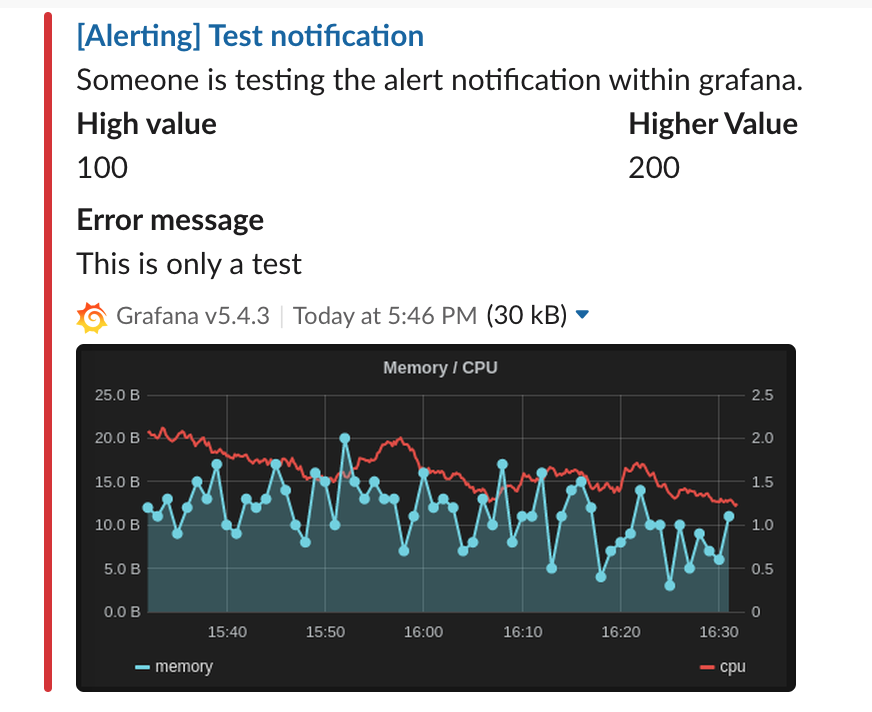 [Alerting] Test notification
Someone is testing the alert notification within grafana.
High value Higher Value
100 200
Error message
This is only a test
Grafana v5.4.3 | Today at 5:46 PM (30 kB)
Memory / CPU
25.0 B 2.5
20.0 B 2.0
15.0 B 1.5
10.0 B 1.0
5.0 B 0.5
0.0 B 0
15:40 15:50 16:00 16:10 16:20 16:30
memory cpu